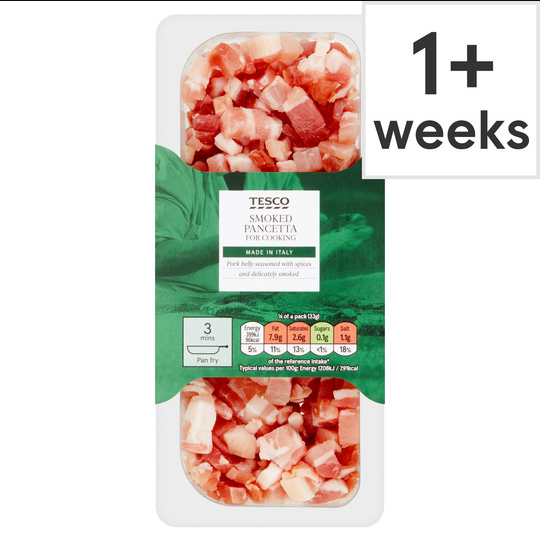 1+
weeks
TESCO
SMOKED
PANCETTA
FOR COOKING
MADE IN ITALY
Pork belly seasoned with spices
and delicately smoked
3
mins
Pan fry
of a pack (33g)
Energy Fat Saturates Sugars Salt
399kJ 7.9g 2.6g 0.1g 1.1g
96kcal
5% 11% 13% <1% 18%
of the reference intake*
Typical values per 100g: Energy 1208kJ / 291kcal